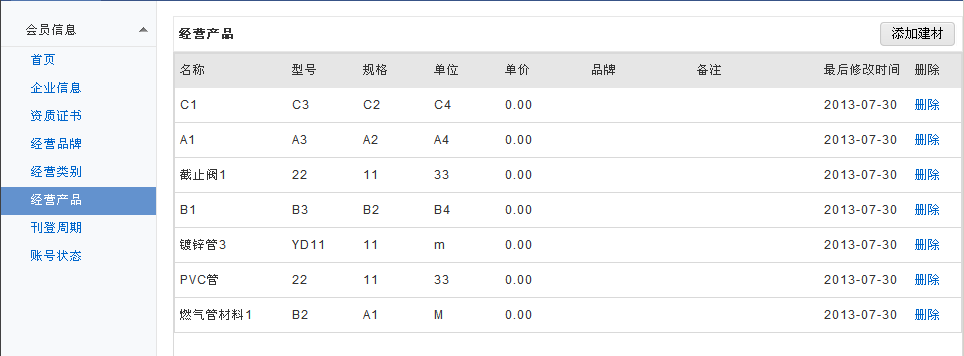 会员信息
首页
企业信息
资质证书
经营品牌
经营类别
经营产品
刊登周期
账号状态
经营产品 添加建材
名称 型号 规格 单位 单价 品牌 备注 最后修改时间 删除
C1 C3 C2 C4 0.00 2013-07-30 删除
A1 A3 A2 A4 0.00 2013-07-30 删除
截止阀1 22 11 33 0.00 2013-07-30 删除
B1 B3 B2 B4 0.00 2013-07-30 删除
镀锌管3 YD11 11 m 0.00 2013-07-30 删除
PVC管 22 11 33 0.00 2013-07-30 删除
燃气管材料1 B2 A1 M 0.00 2013-07-30 删除